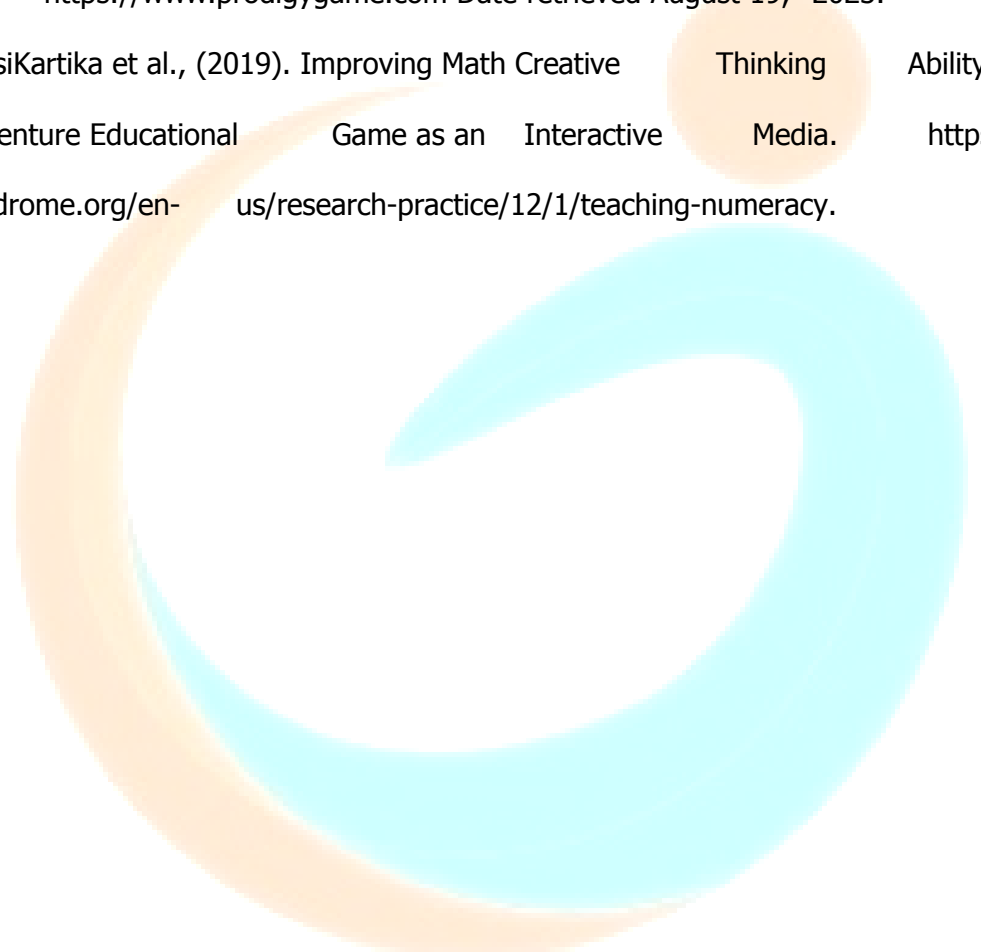 https://www.prodigygame.com Date retrieved August 19, 2023.
siKartika et al., (2019). Improving Math Creative Thinking Ability
enture Educational Game as an Interactive Media. http
drome.org/en- us/research-practice/12/1/teaching-numeracy.